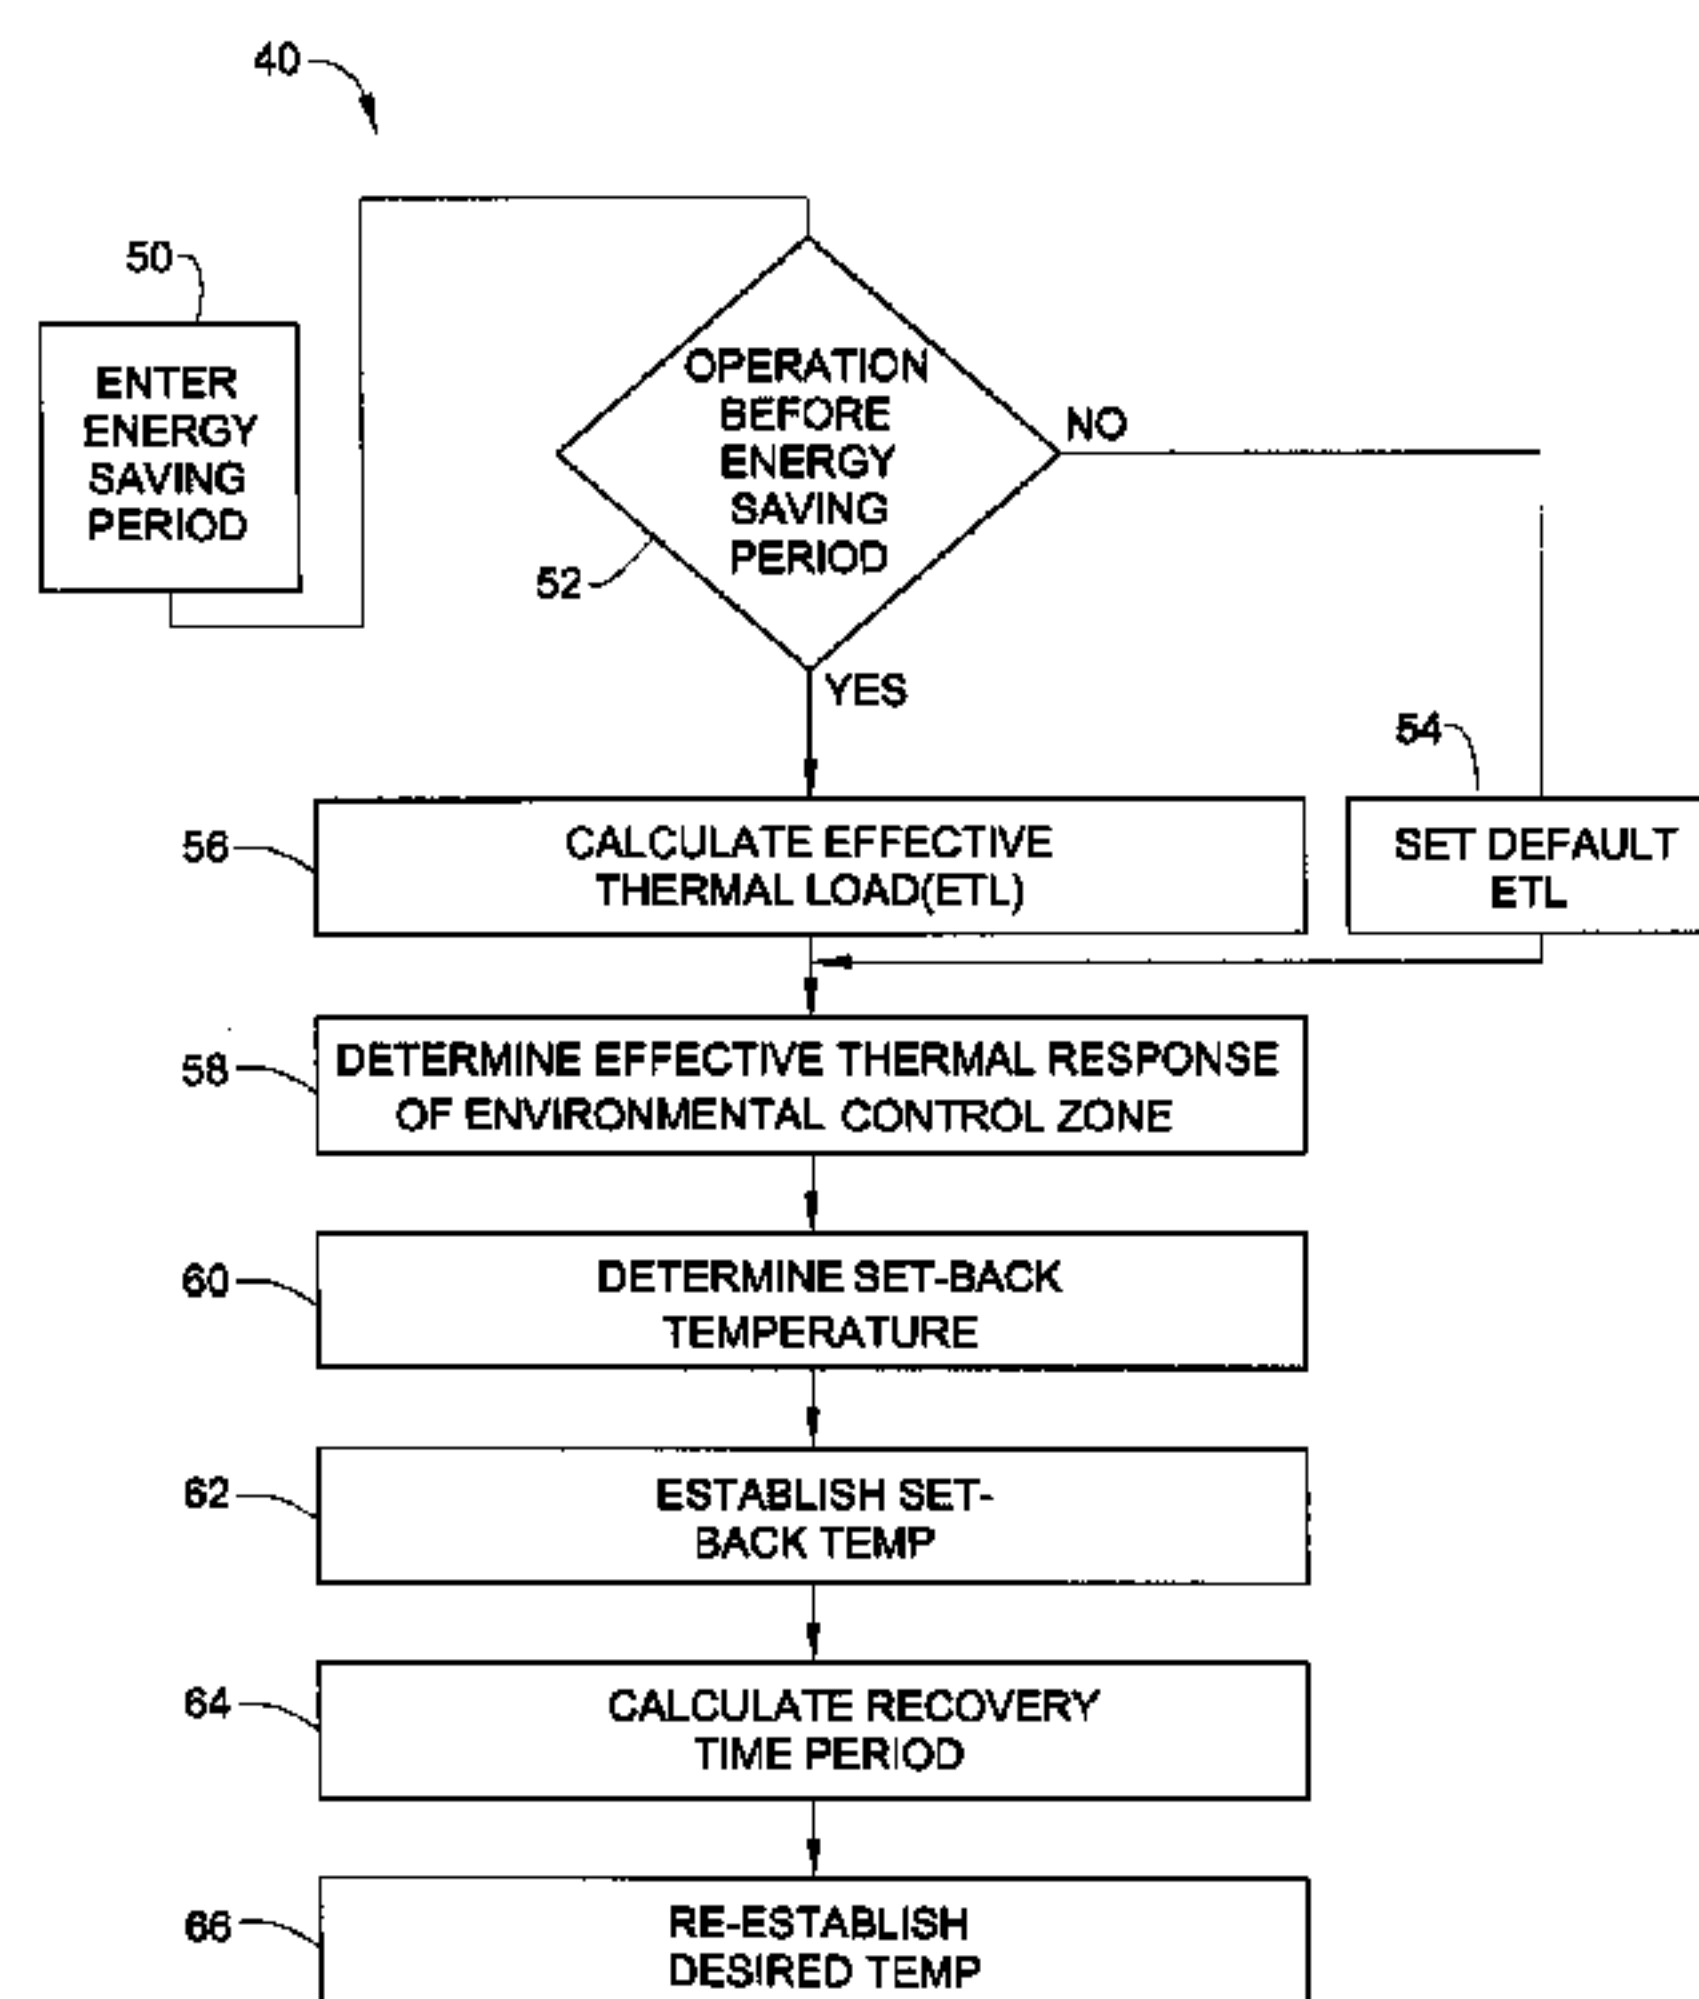 40
50
ENTER
ENERGY
SAVING
PERIOD
OPERATION
BEFORE
ENERGY
SAVING
PERIOD
NO
52
YES
54
56
CALCULATE EFFECTIVE
THERMAL LOAD(ETL)
SET DEFAULT
ETL
58
DETERMINE EFFECTIVE THERMAL RESPONSE
OF ENVIRONMENTAL CONTROL ZONE
60
DETERMINE SET-BACK
TEMPERATURE
62
ESTABLISH SET-
BACK TEMP
64
CALCULATE RECOVERY
TIME PERIOD
66
RE-ESTABLISH
DESIRED TEMP